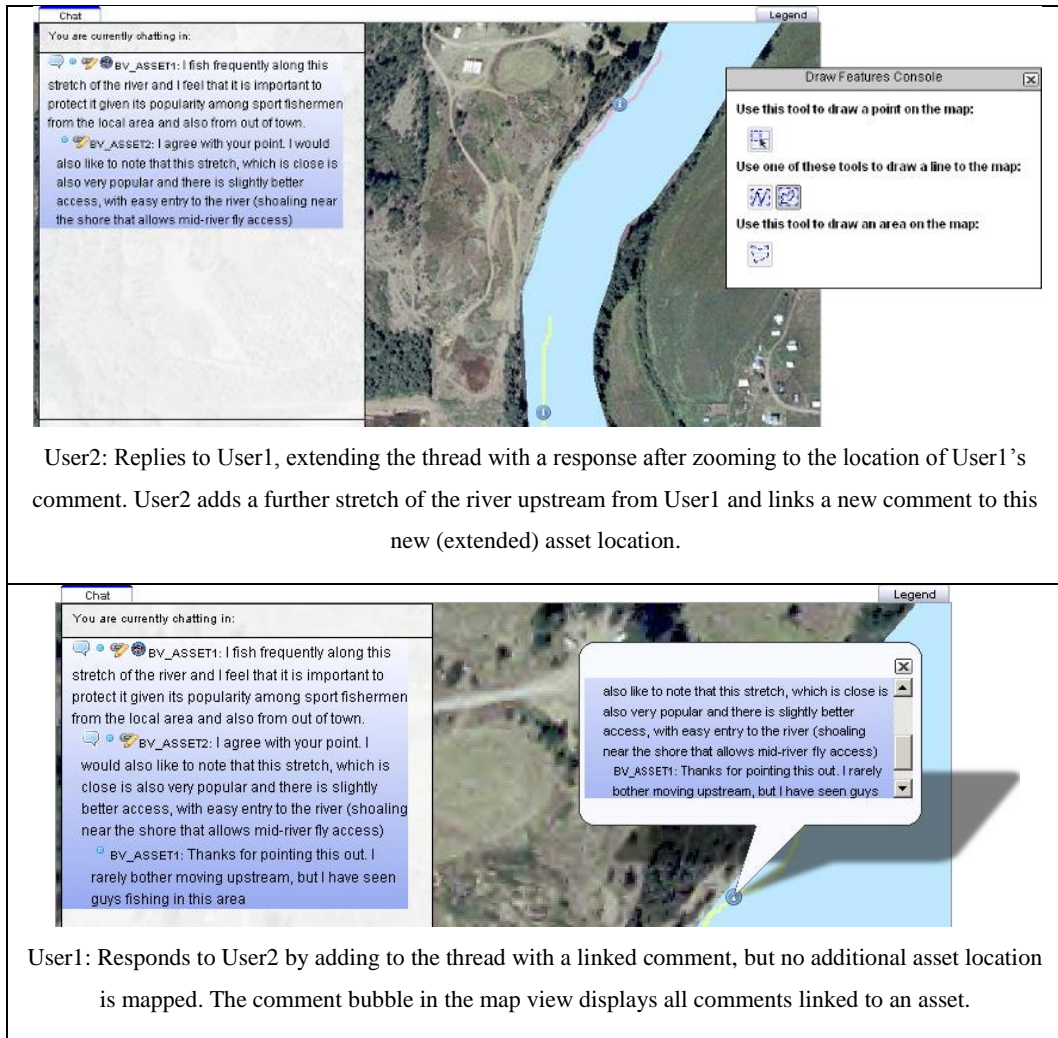 Chat
Legend
You are currently chatting in:
BV_ASSET1: I fish frequently along this
stretch of the river and I feel that it is important to
protect it given its popularity among sport fishermen
from the local area and also from out of town.
BV_ASSET2: I agree with your point. I would
also like to note that this stretch, which is close is
also very popular and there is slightly better
access, with easy entry to the river (shoaling near
the shore that allows mid-river fly access)
Draw Features Console
Use this tool to draw a point on the map:
Use one of these tools to draw a line to the map:
Use this tool to draw an area on the map:
User2: Replies to User1, extending the thread with a response after zooming to the location of User1’s
comment. User2 adds a further stretch of the river upstream from User1 and links a new comment to this
new (extended) asset location.
Chat
Legend
You are currently chatting in:
BV_ASSET1: I fish frequently along this
stretch of the river and I feel that it is important to
protect it given its popularity among sport fishermen
from the local area and also from out of town.
BV_ASSET2: I agree with your point. I
would also like to note that this stretch, which is
close is also very popular and there is slightly
better access, with easy entry to the river (shoaling
near the shore that allows mid-river fly access)
BV_ASSET1: Thanks for pointing this out. I
rarely bother moving upstream, but I have seen
guys fishing in this area
also like to note that this stretch, which is close is
also very popular and there is slightly better
access, with easy entry to the river (shoaling
near the shore that allows mid-river fly access)
BV_ASSET1: Thanks for pointing this out. I rarely
bother moving upstream, but I have seen guys
User1: Responds to User2 by adding to the thread with a linked comment, but no additional asset location
is mapped. The comment bubble in the map view displays all comments linked to an asset.